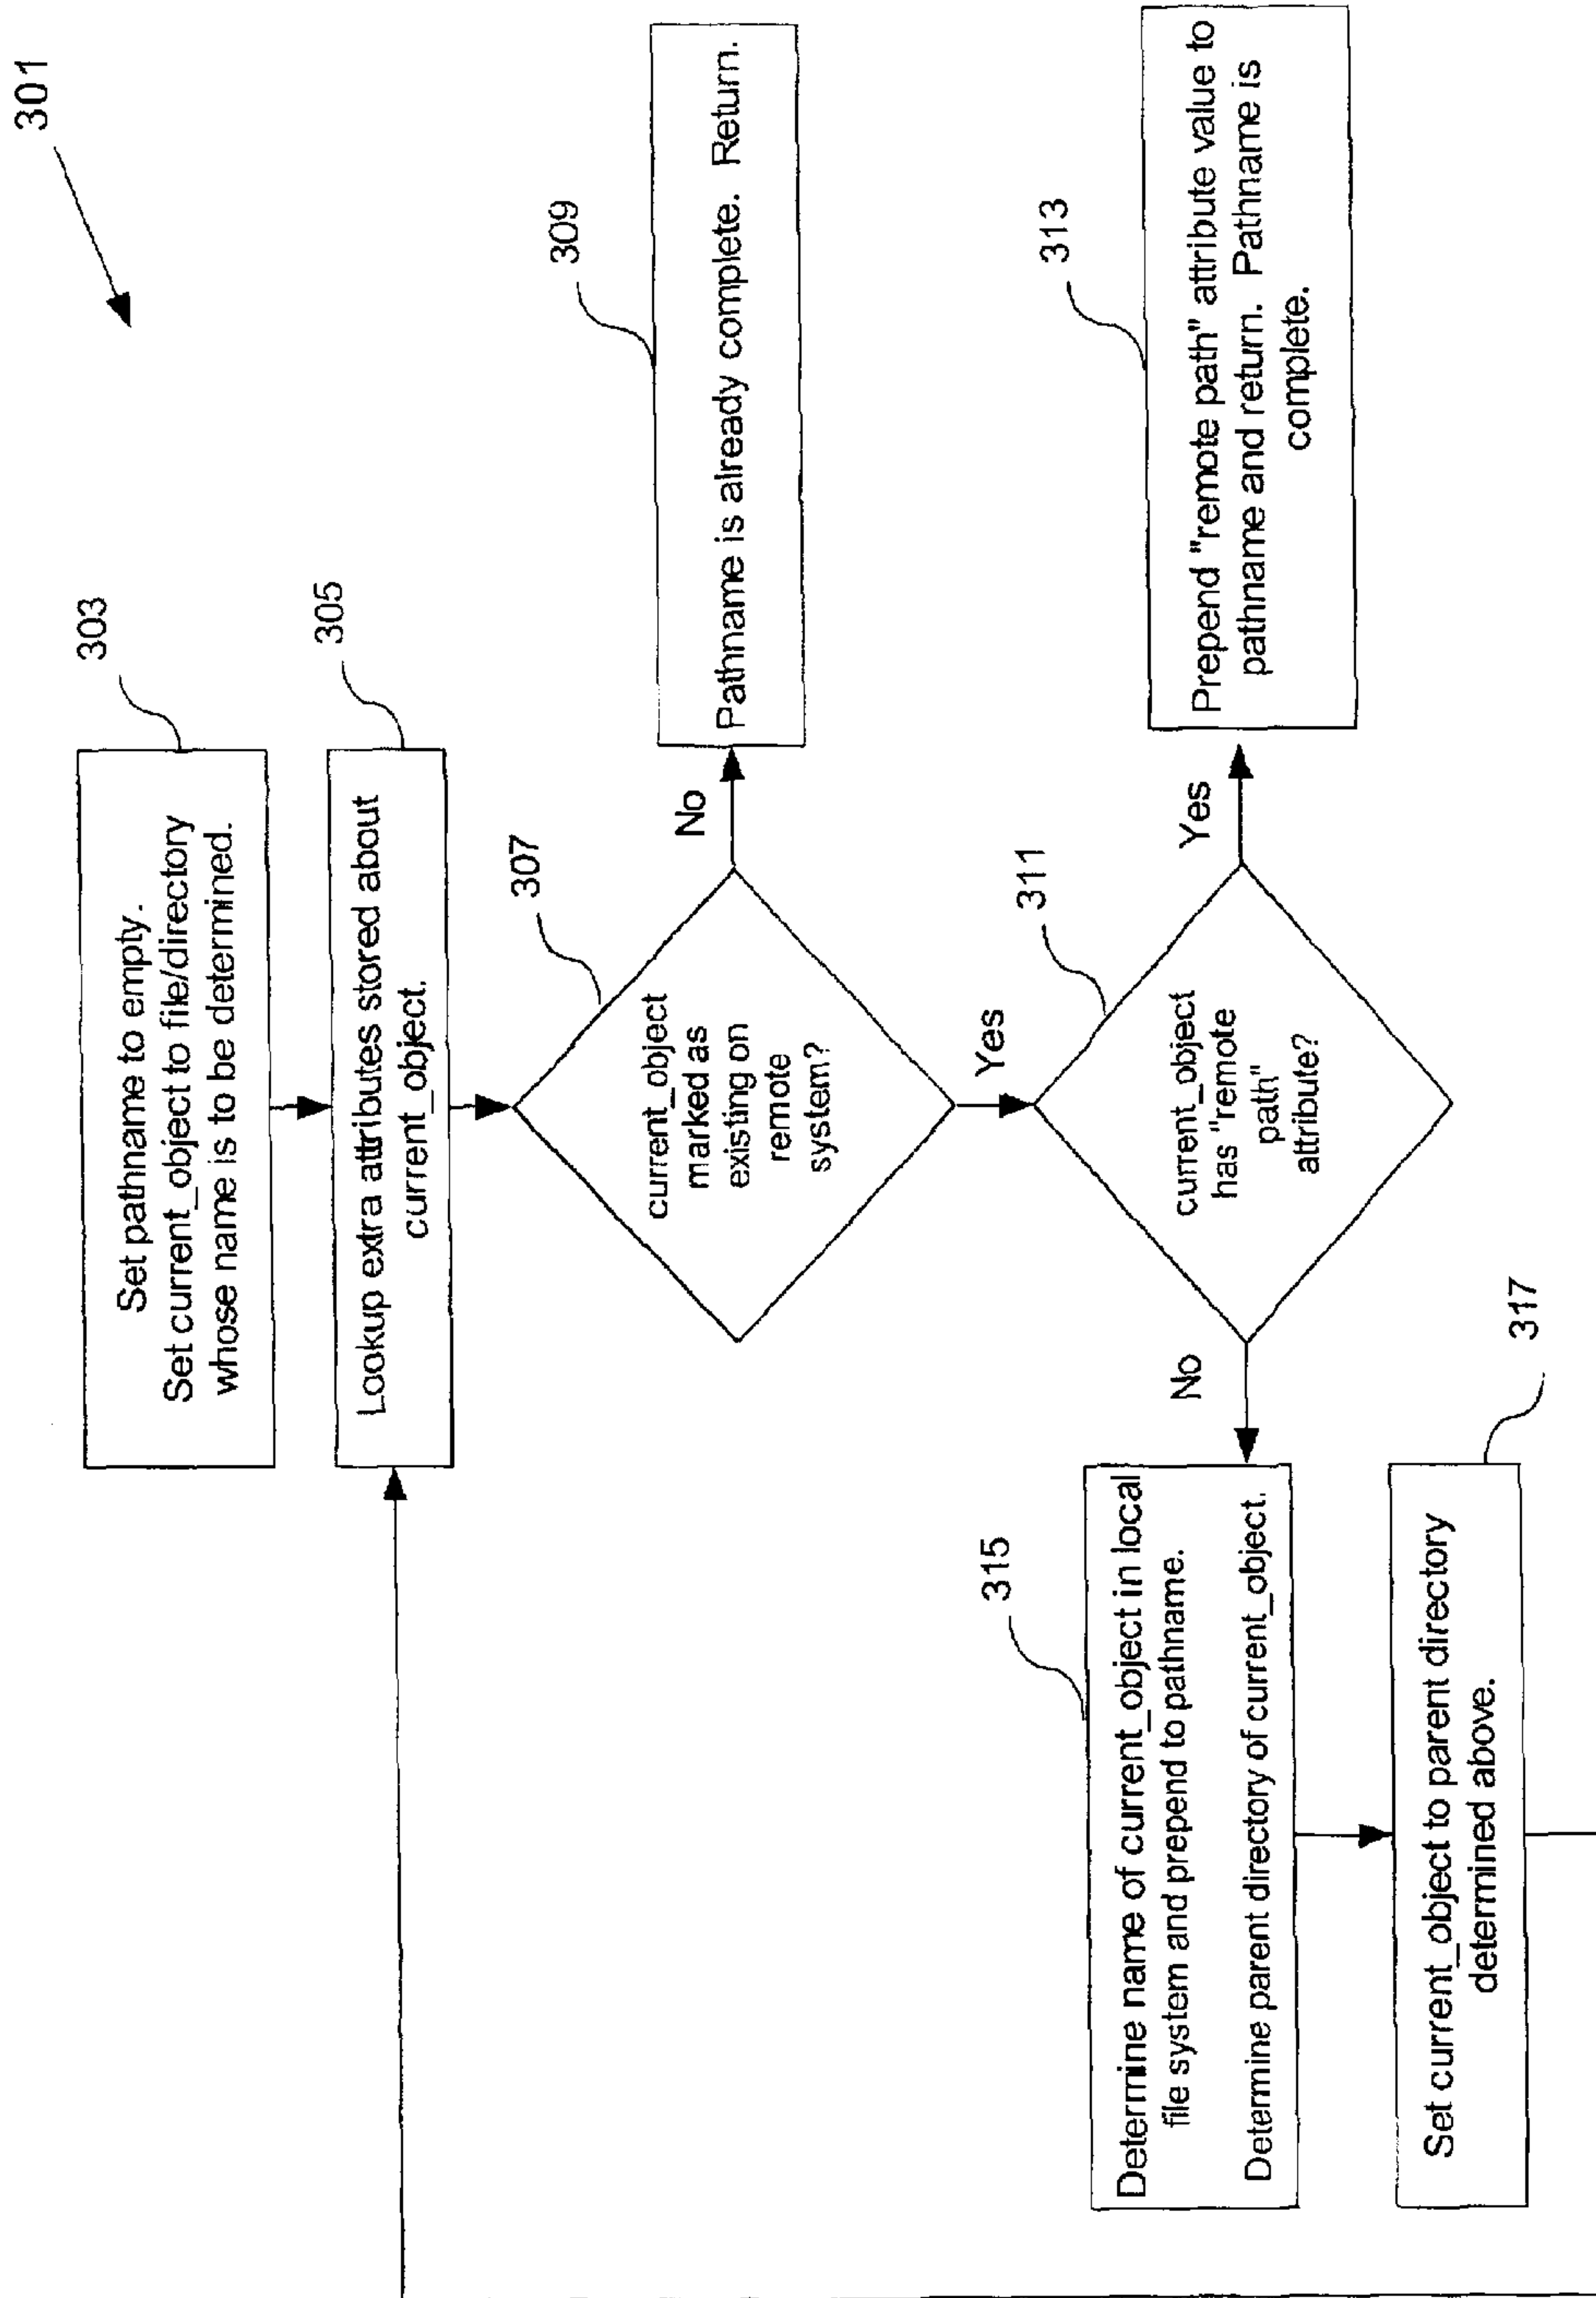 301
303
Set pathname to empty.
Set current_object to file/directory
whose name is to be determined.
305
Lookup extra attributes stored about
current_object.
307
current_object
marked as
existing on
remote
system?
No
309
Pathname is already complete. Return.
Yes
311
current_object
has "remote
path"
attribute?
Yes
313
Prepend "remote path" attribute value to
pathname and return. Pathname is
complete.
No
315
Determine name of current_object in local
file system and prepend to pathname.
Determine parent directory of current_object.
317
Set current_object to parent directory
determined above.